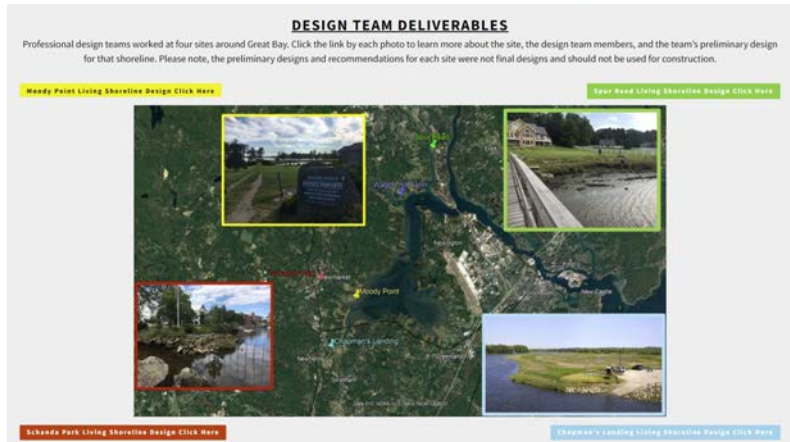 DESIGN TEAM DELIVERABLES
Professional design teams worked at four sites around Great Bay. Click the link by each photo to learn more about the site, the design team members, and the team's preliminary design
for that shoreline. Please note, the preliminary designs and recommendations for each site were not final designs and should not be used for construction.
Moody Point Living Shoreline Design Click Here
Spur Road Living Shoreline Design Click Here
Newington
Moody Point
New Castle
Chapman's Landing
Greenland
Schanda Park Living Shoreline Design Click Here
Chapman's Landing Living Shoreline Design Click Here